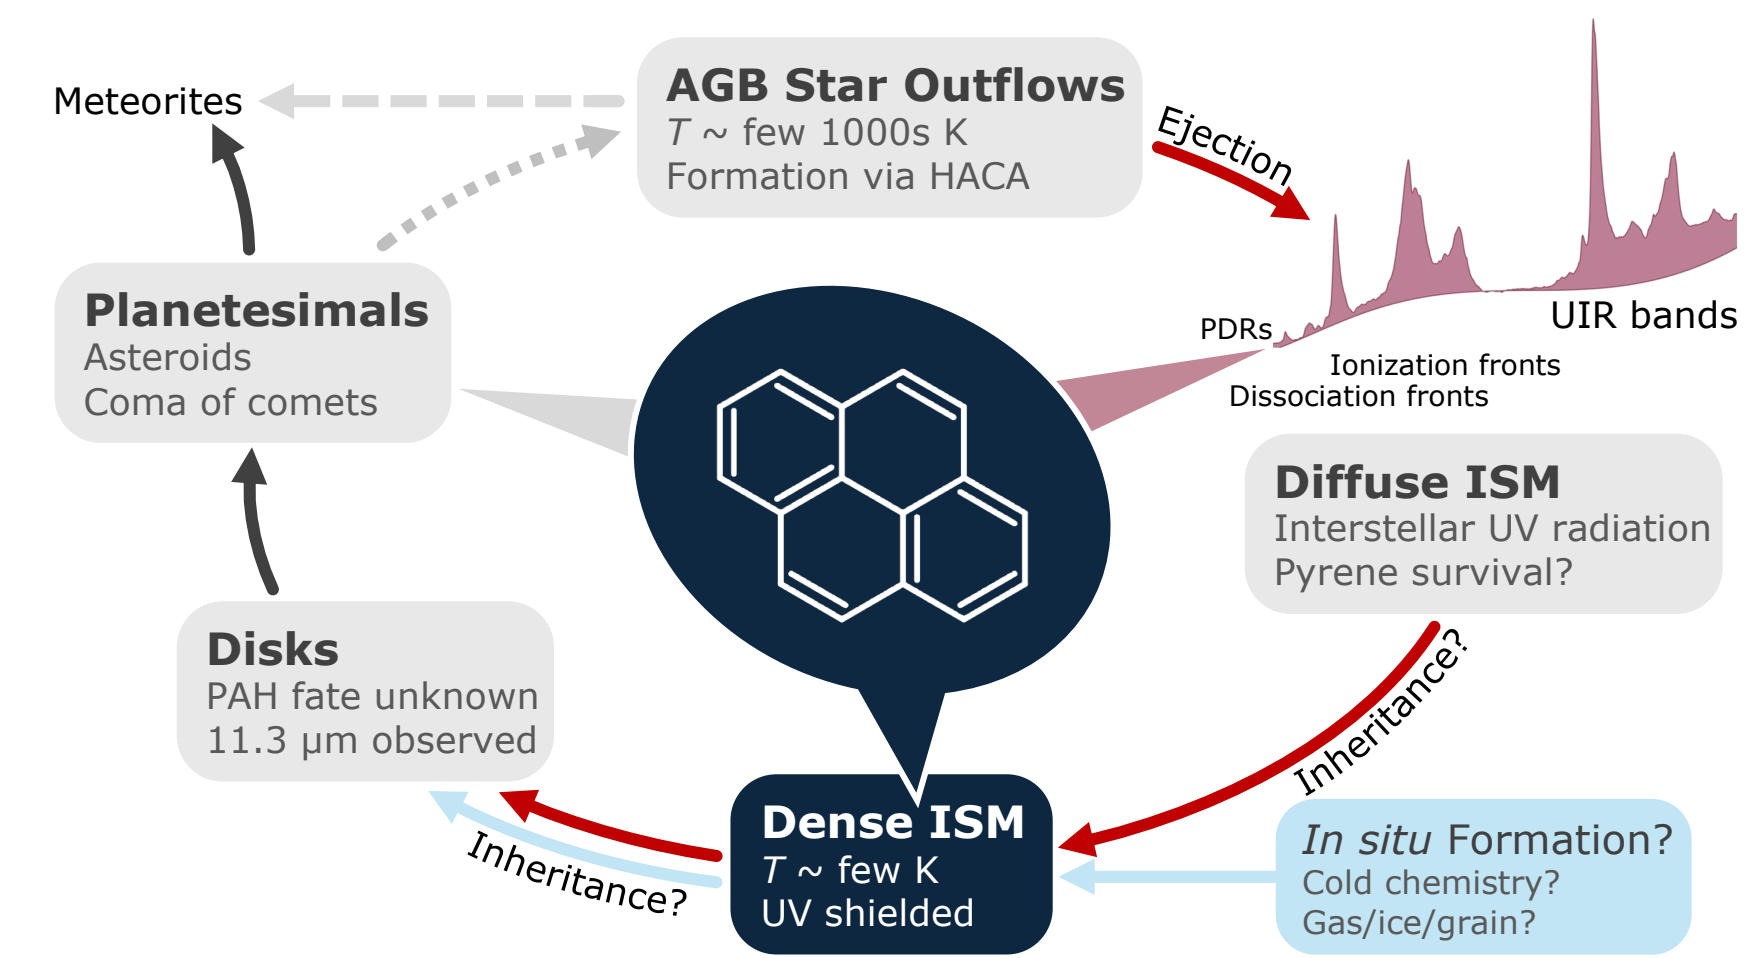 Meteorites
AGB Star Outflows
T ~ few 1000s K
Formation via HACA
Ejection
UIR bands
PDRs
Ionization fronts
Dissociation fronts
Planetesimals
Asteroids
Coma of comets
Diffuse ISM
Interstellar UV radiation
Pyrene survival?
Inheritance?
Disks
PAH fate unknown
11.3 μm observed
Inheritance?
Dense ISM
T ~ few K
UV shielded
In situ Formation?
Cold chemistry?
Gas/ice/grain?